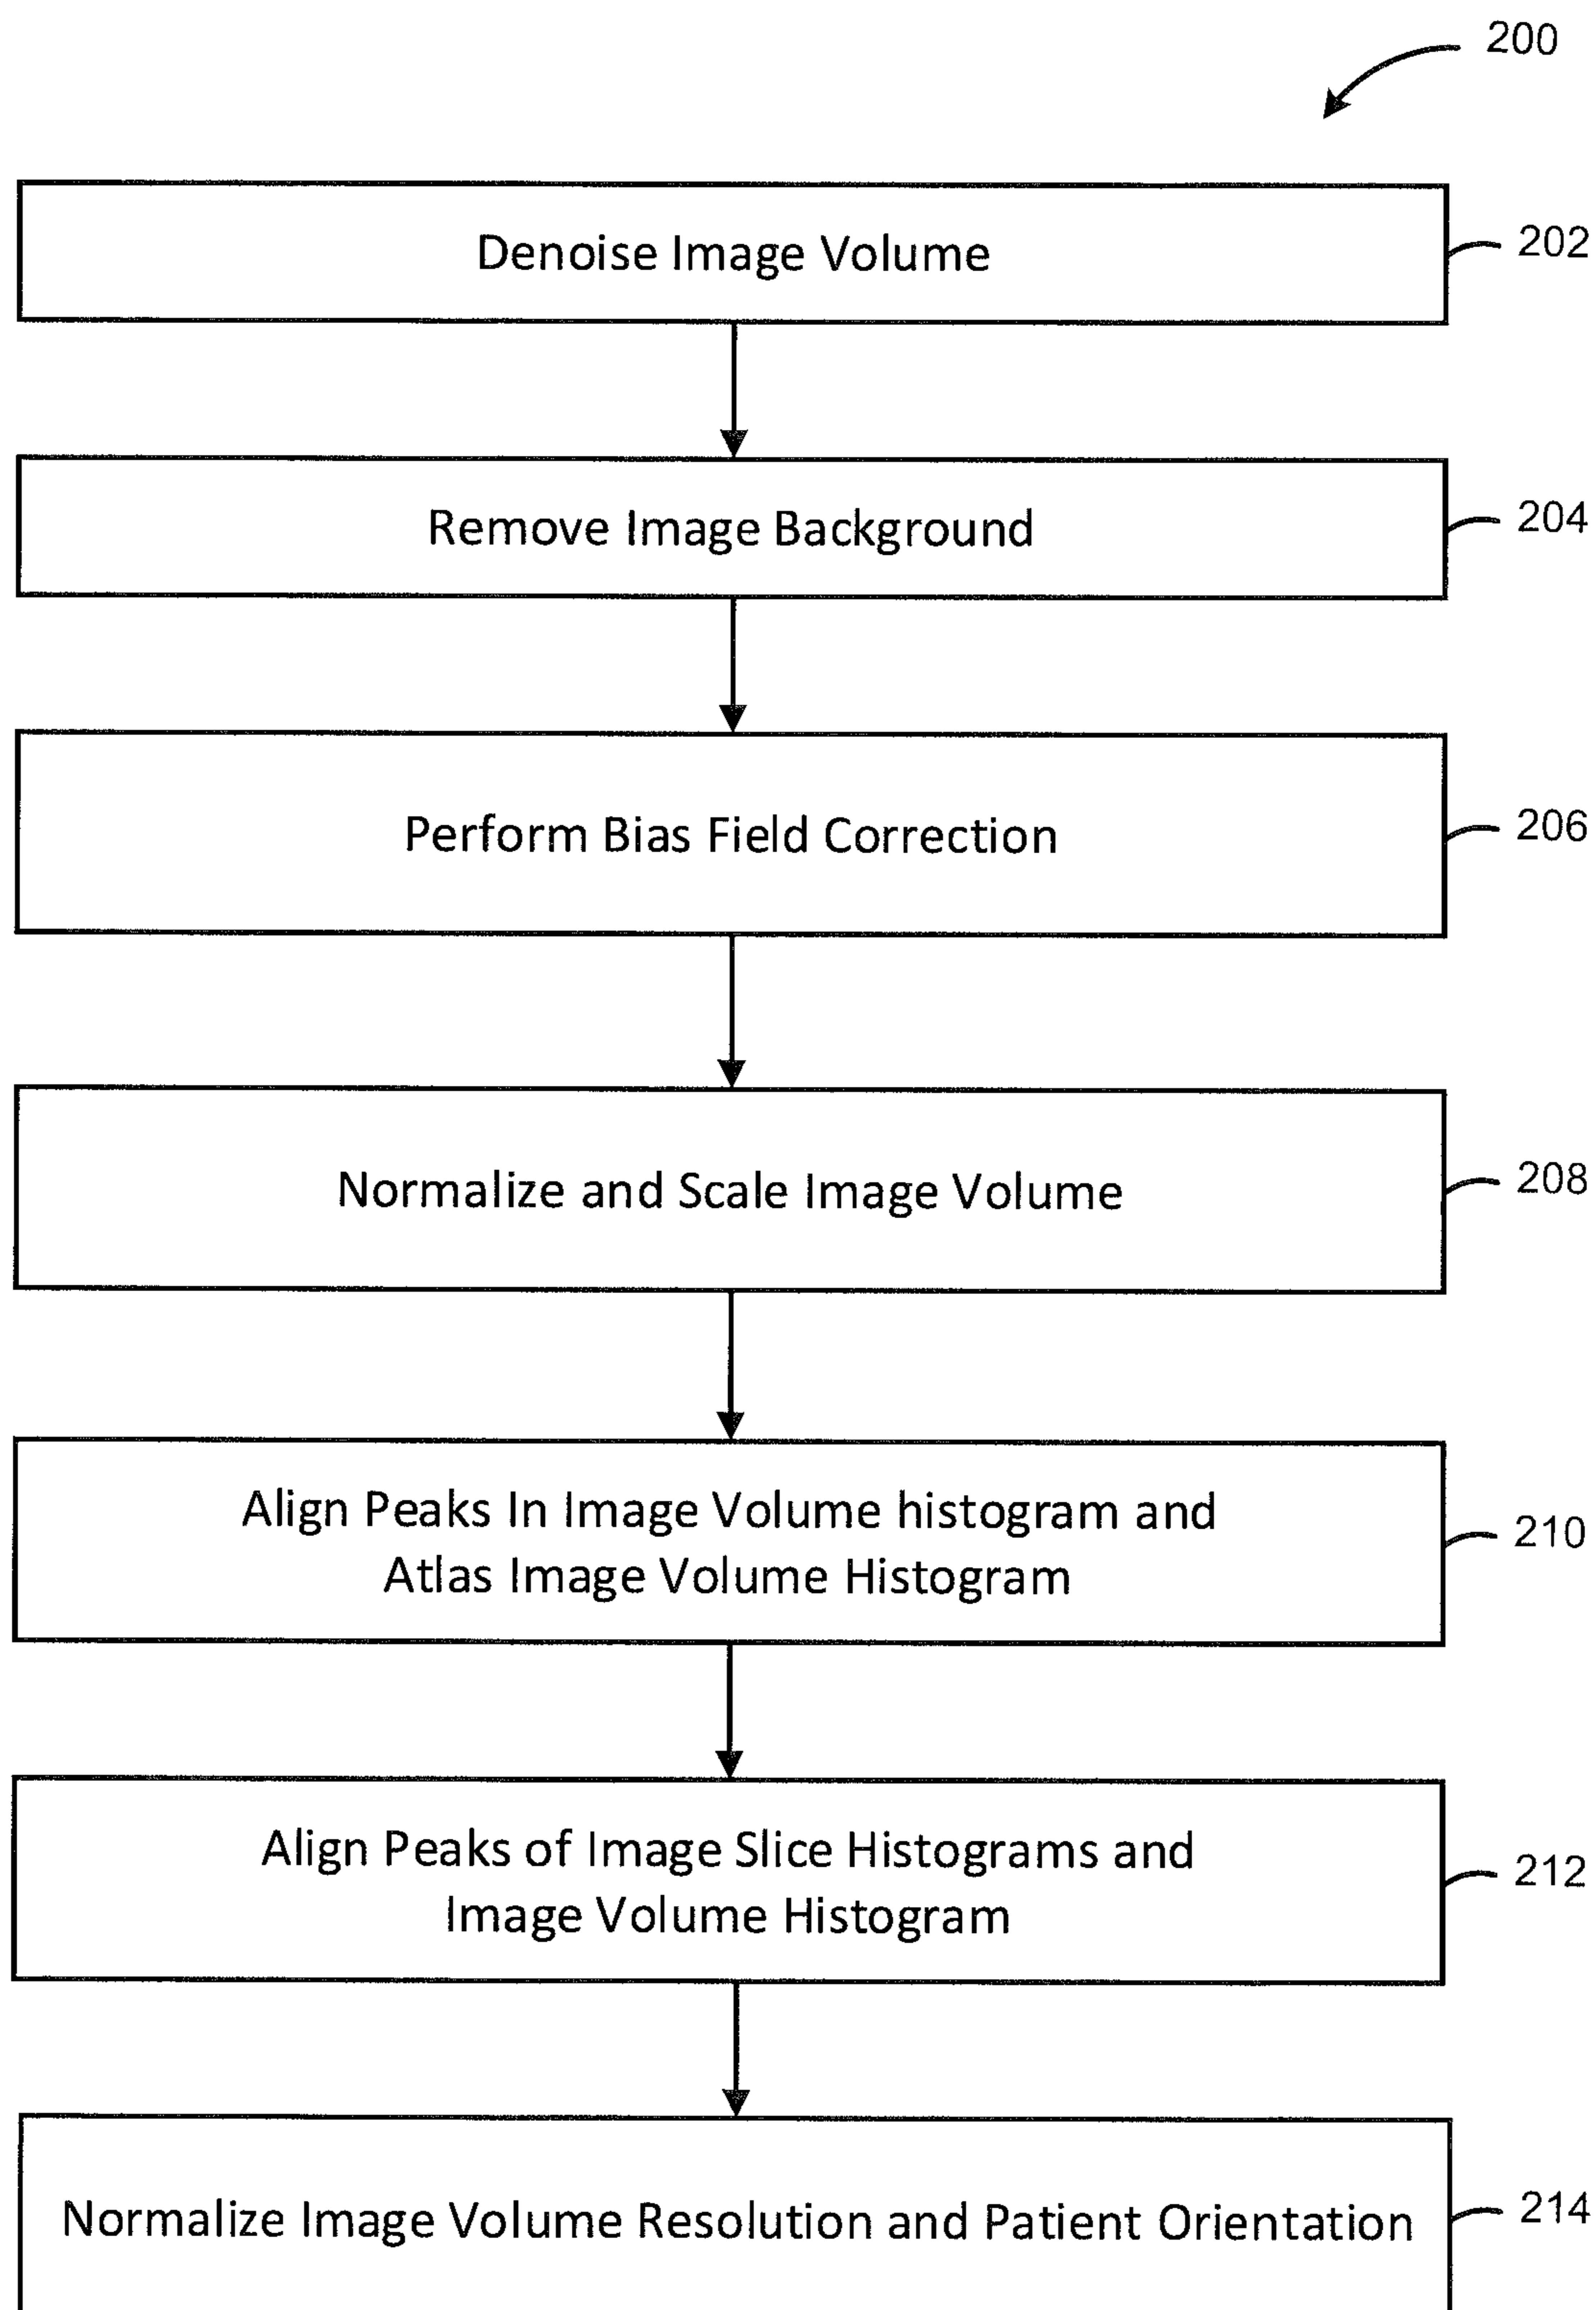 200
Denoise Image Volume
202
Remove Image Background
204
Perform Bias Field Correction
206
Normalize and Scale Image Volume
208
Align Peaks In Image Volume histogram and
Atlas Image Volume Histogram
210
Align Peaks of Image Slice Histograms and
Image Volume Histogram
212
Normalize Image Volume Resolution and Patient Orientation
214